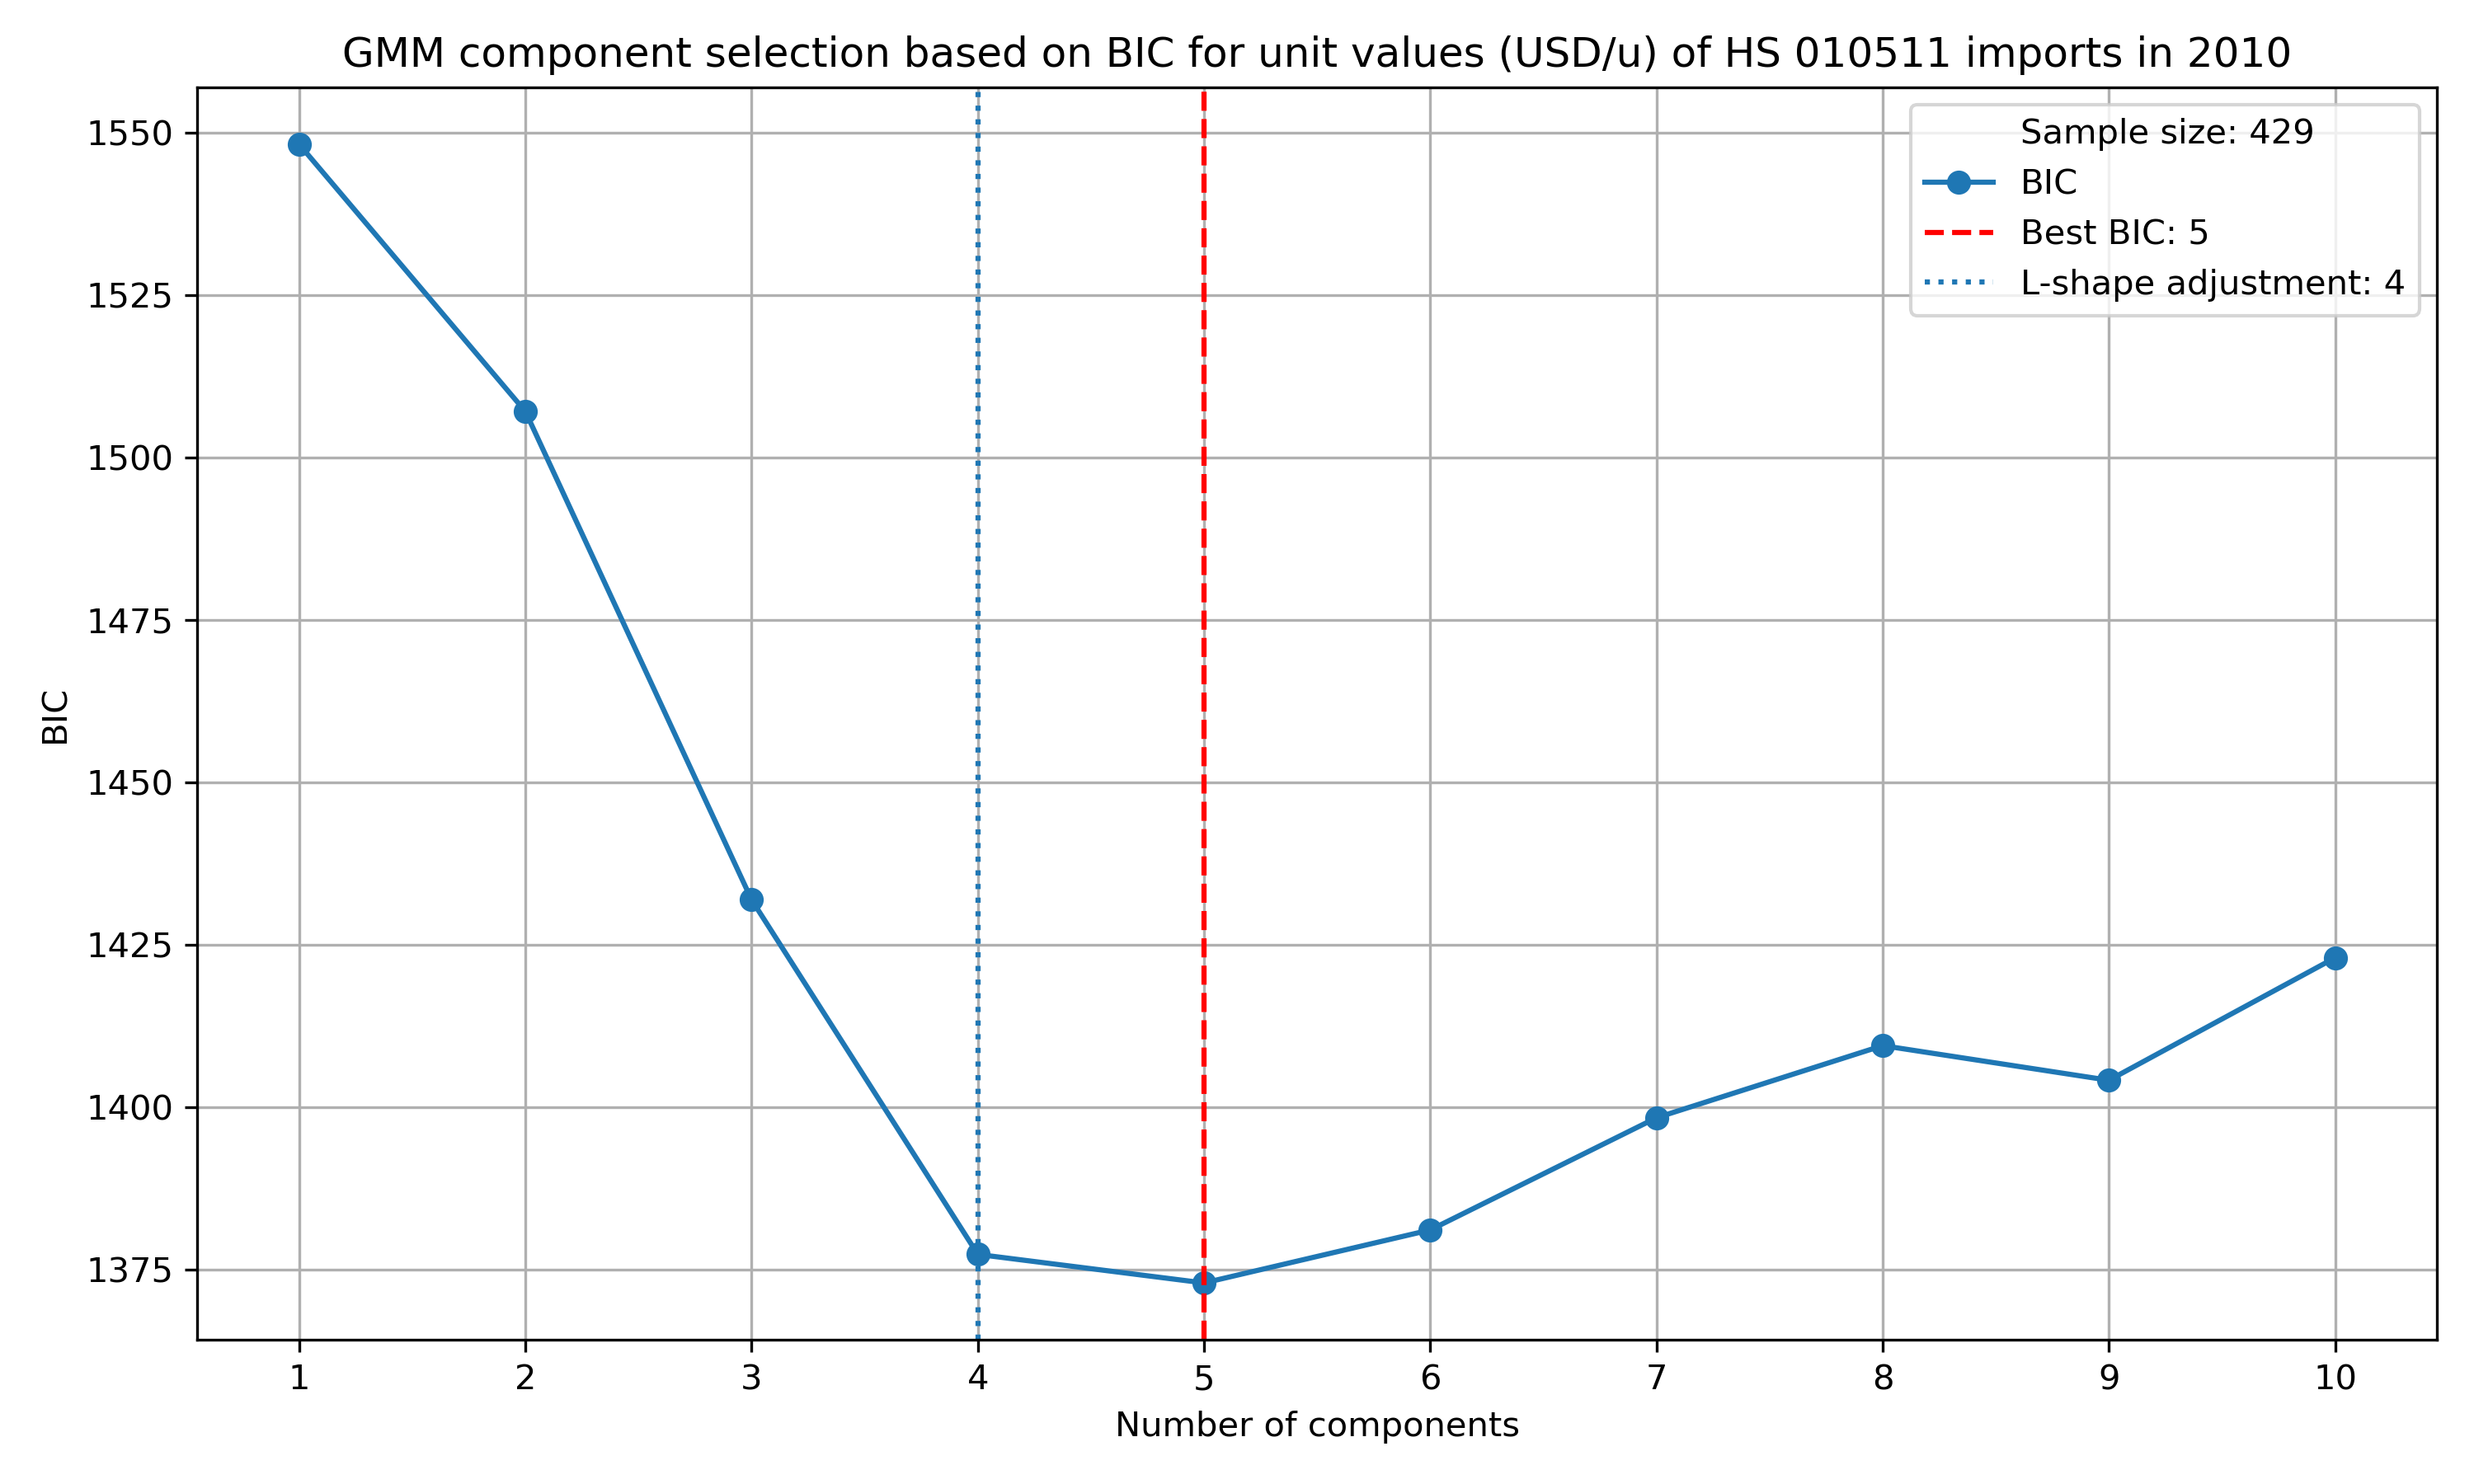 GMM component selection based on BIC for unit values (USD/u) of HS 010511 imports in 2010
Sample size: 429
BIC
Best BIC: 5
L-shape adjustment: 4
1550
1525
1500
1475
1450
1425
1400
1375
BIC
1 2 3 4 5 6 7 8 9 10
Number of components